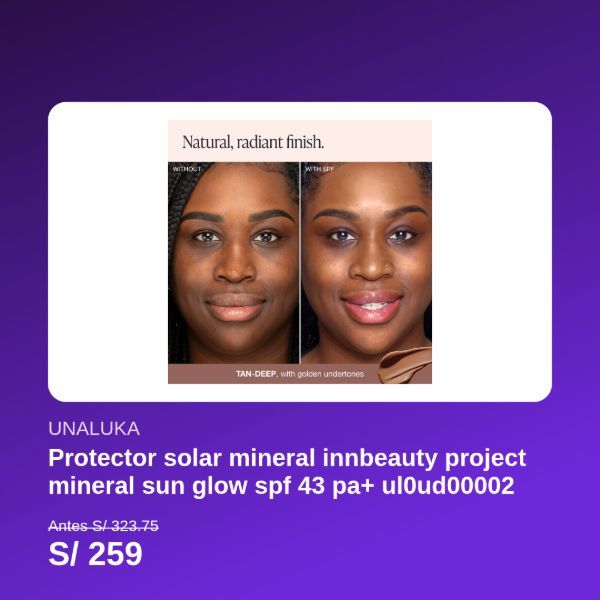 Natural, radiant finish.
WITHOUT
WITH SPF
TAN-DEEP, with golden undertones
UNALUKA
Protector solar mineral innbeauty project
mineral sun glow spf 43 pa+ ul0ud00002
Antes S/ 323.75
S/ 259